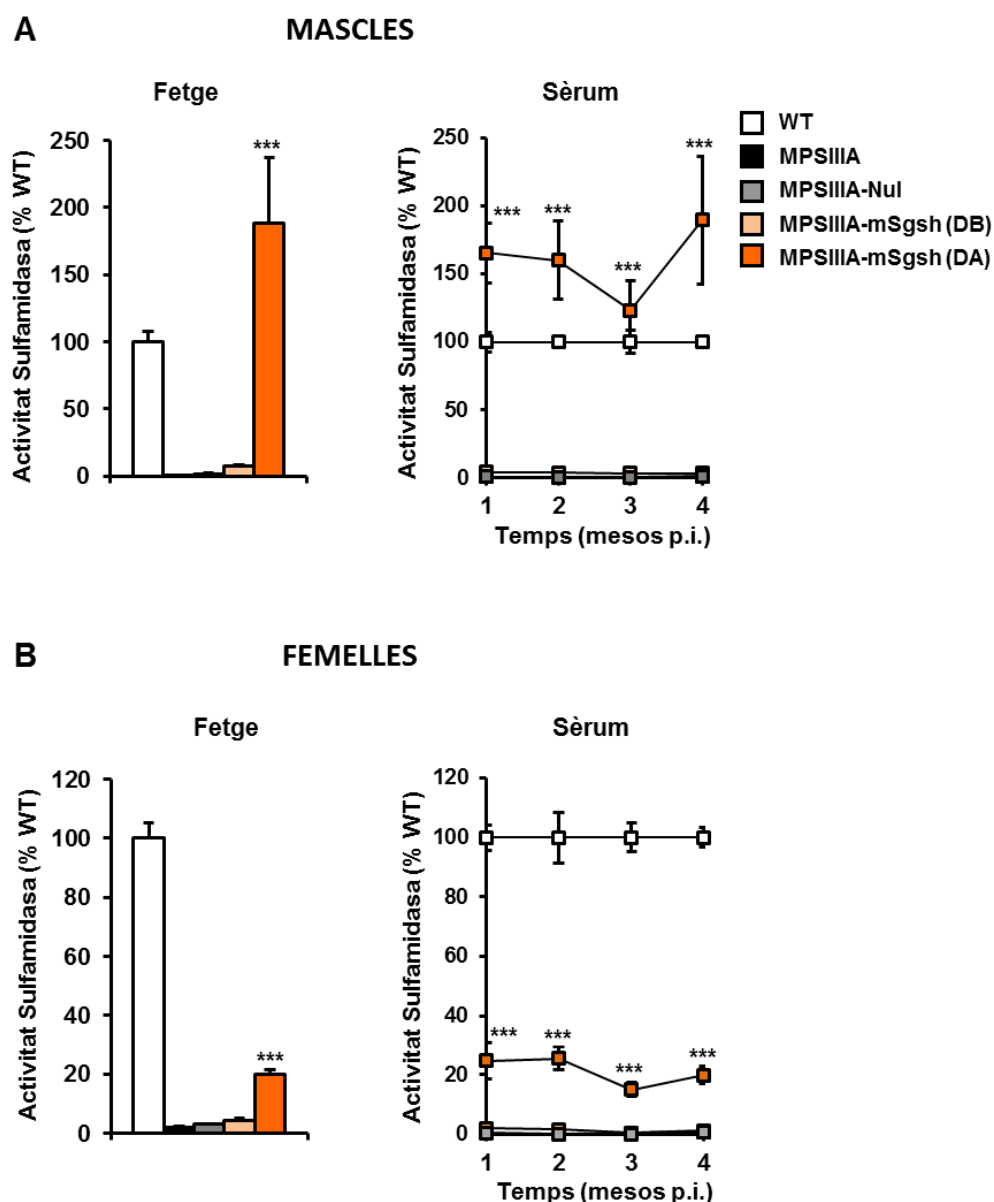 A
MASCLES
Fetge
Activitat Sulfamidasa (% WT)
250
200
150
100
50
0
***
Sèrum
Activitat Sulfamidasa (% WT)
250
200
150
100
50
0
***
***
***
***
1 2 3 4
Temps (mesos p.i.)
WT
MPSIIIA
MPSIIIA-Nul
MPSIIIA-mSgsh (DB)
MPSIIIA-mSgsh (DA)
B
FEMELLES
Fetge
Activitat Sulfamidasa (% WT)
120
100
80
60
40
20
0
***
Sèrum
Activitat Sulfamidasa (% WT)
120
100
80
60
40
20
0
***
***
***
***
1 2 3 4
Temps (mesos p.i.)